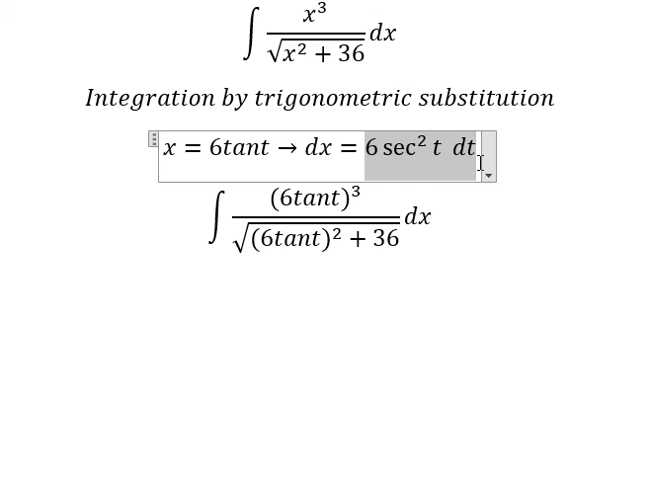 ∫ x³/√(x² + 36) dx
Integration by trigonometric substitution
x = 6tant → dx = 6 sec² t dt
∫ (6tant)³/√((6tant)² + 36) dx